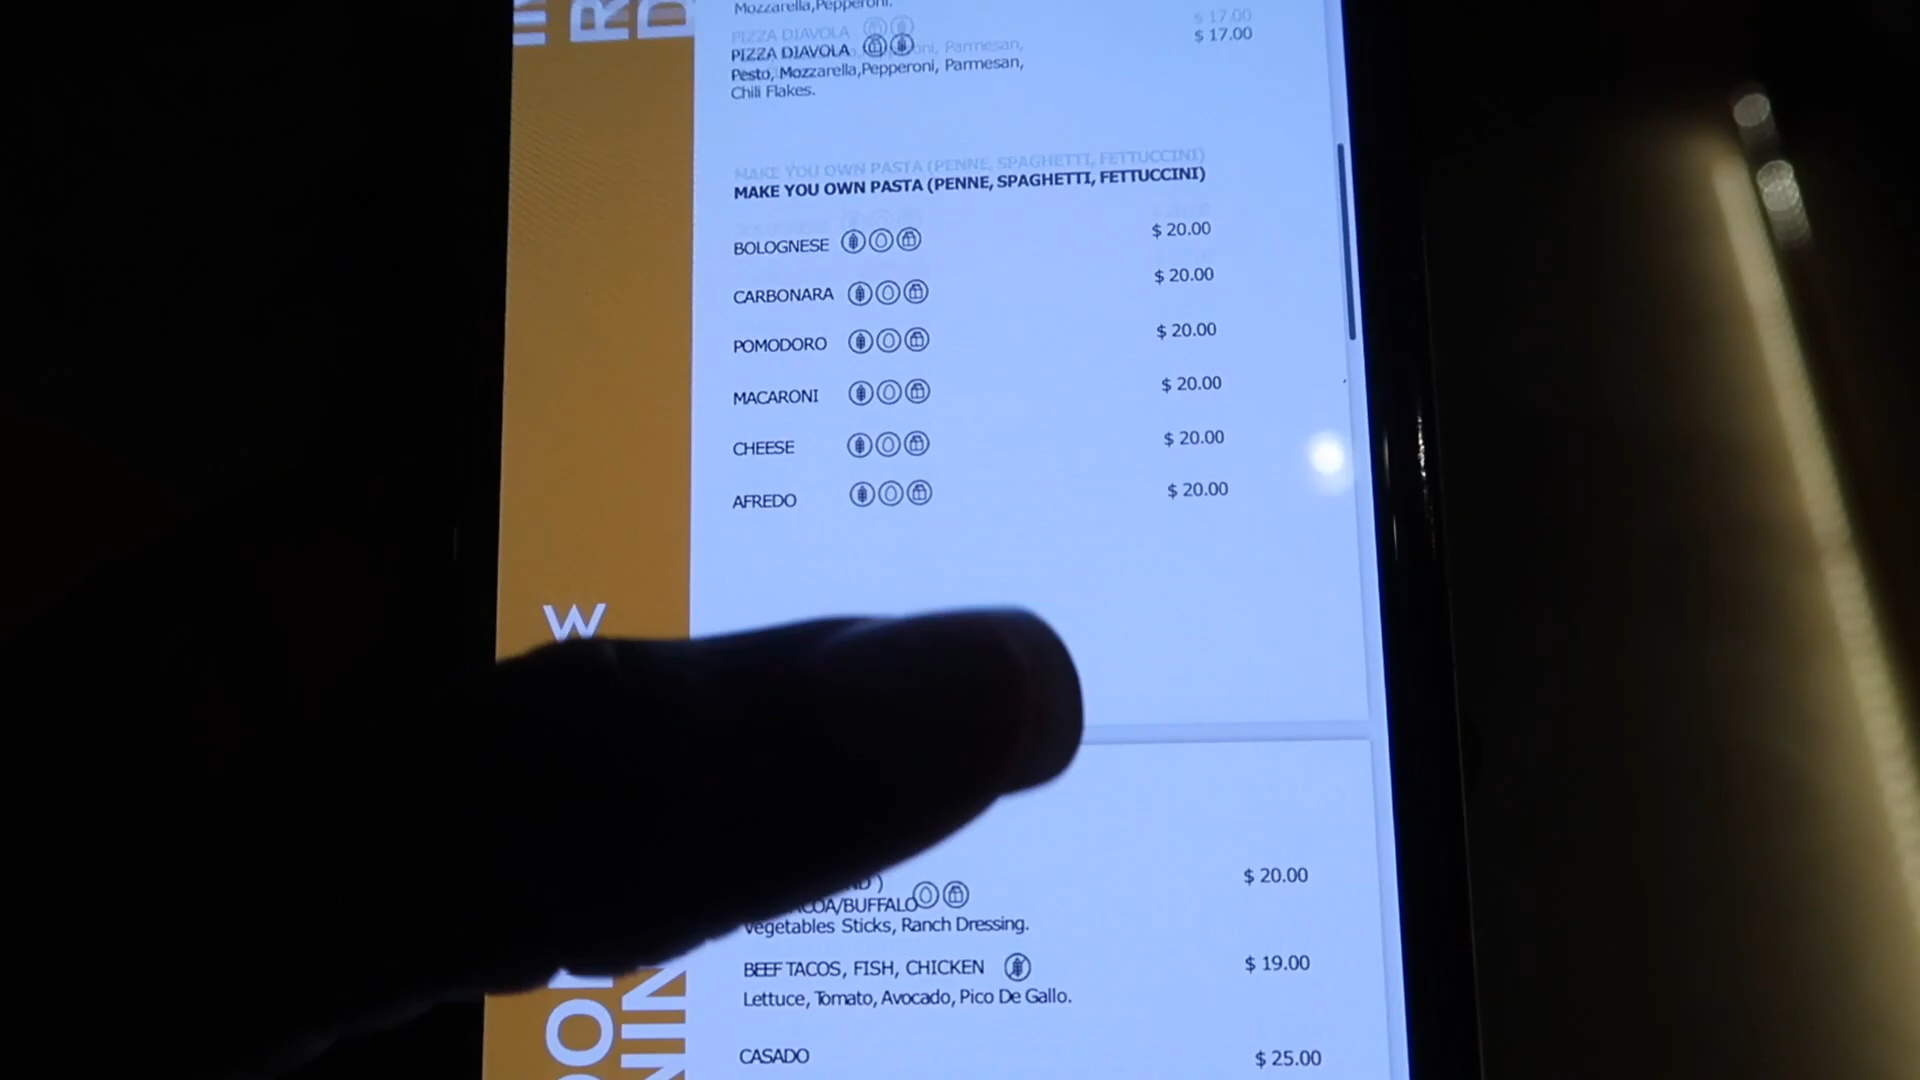 Mozzarella,Pepperoni.
PIZZA DIAVOLA $ 17.00
Pesto, Mozzarella,Pepperoni, Parmesan,
Chili Flakes.
MAKE YOU OWN PASTA (PENNE, SPAGHETTI, FETTUCCINI)
BOLOGNESE $ 20.00
CARBONARA $ 20.00
POMODORO $ 20.00
MACARONI $ 20.00
CHEESE $ 20.00
AFREDO $ 20.00
$ 20.00
/BUFFALO
Vegetables Sticks, Ranch Dressing.
BEEF TACOS, FISH, CHICKEN $ 19.00
Lettuce, Tomato, Avocado, Pico De Gallo.
CASADO $ 25.00